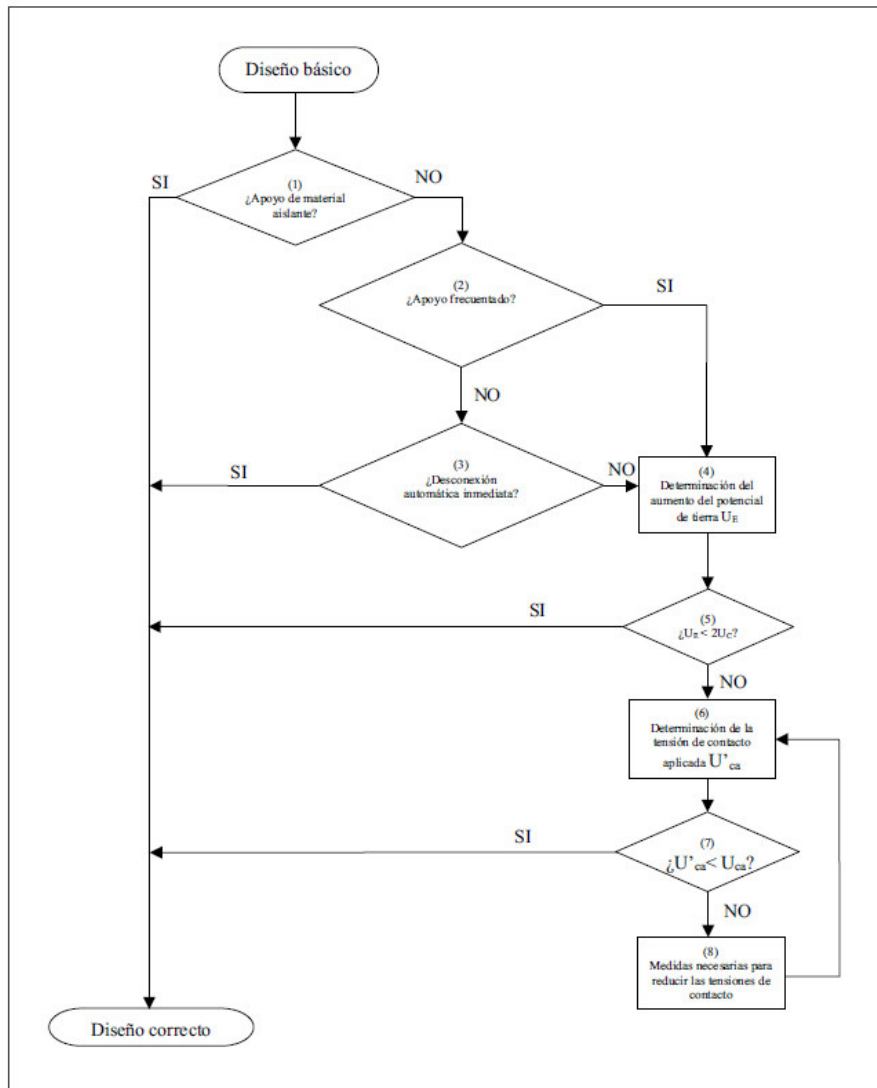 Diseño básico
SI
NO
(1)
¿Apoyo de material
aislante?
(2)
¿Apoyo frecuentado?
SI
NO
SI
(3)
¿Desconexión
automática inmediata?
NO
(4)
Determinación del
aumento del potencial
de tierra UE
SI
(5)
¿UE < 2UC?
NO
(6)
Determinación de la
tensión de contacto
aplicada U’ca
SI
(7)
¿U’ca< Uca?
NO
(8)
Medidas necesarias para
reducir las tensiones de
contacto
Diseño correcto